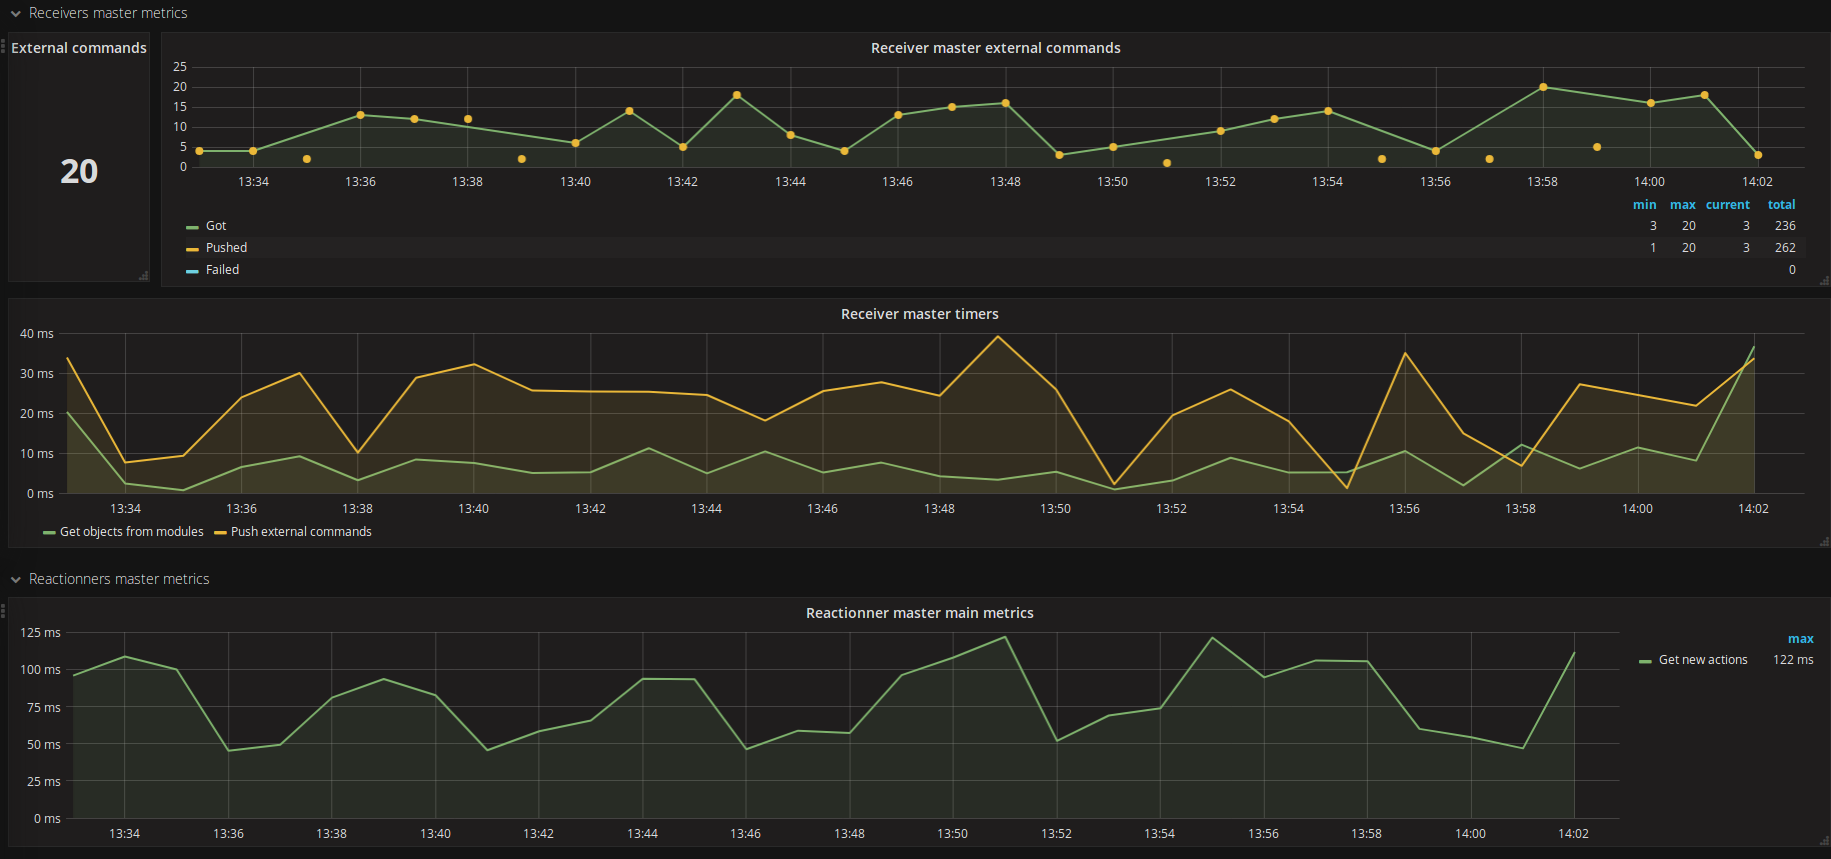 Receivers master metrics
External commands
20
Receiver master external commands
25
20
15
10
5
0
13:34 13:36 13:38 13:40 13:42 13:44 13:46 13:48 13:50 13:52 13:54 13:56 13:58 14:00 14:02
min max current total
Got 3 20 3 236
Pushed 1 20 3 262
Failed 0
Receiver master timers
40 ms
30 ms
20 ms
10 ms
0 ms
13:34 13:36 13:38 13:40 13:42 13:44 13:46 13:48 13:50 13:52 13:54 13:56 13:58 14:00 14:02
Get objects from modules Push external commands
Reactionners master metrics
Reactionner master main metrics
125 ms
100 ms
75 ms
50 ms
25 ms
0 ms
13:34 13:36 13:38 13:40 13:42 13:44 13:46 13:48 13:50 13:52 13:54 13:56 13:58 14:00 14:02
max
Get new actions 122 ms